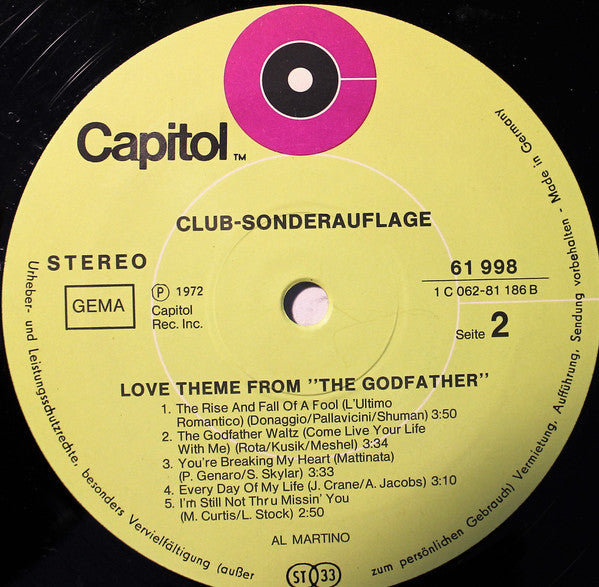 Capitol TM
CLUB-SONDERAUFLAGE
STEREO
GEMA
Ⓟ 1972
Capitol
Rec. Inc.
61 998
1 C 062-81 186 B
Seite 2
LOVE THEME FROM "THE GODFATHER"
1. The Rise And Fall Of A Fool (L'Ultimo
Romantico) (Donaggio/Pallavicini/Shuman) 3:50
2. The Godfather Waltz (Come Live Your Life
With Me) (Rota/Kusik/Meshel) 3:34
3. You're Breaking My Heart (Mattinata)
(P. Genaro/S. Skylar) 3:33
4. Every Day Of My Life (J. Crane/A. Jacobs) 3:10
5. I'm Still Not Thru Missin' You
(M. Curtis/L. Stock) 2:50
AL MARTINO
ST 33
Urheber- und Leistungsschutzrechte, besonders Vervielfältigung (außer zum persönlichen Gebrauch) Vermietung, Aufführung, Sendung vorbehalten - Made in Germany